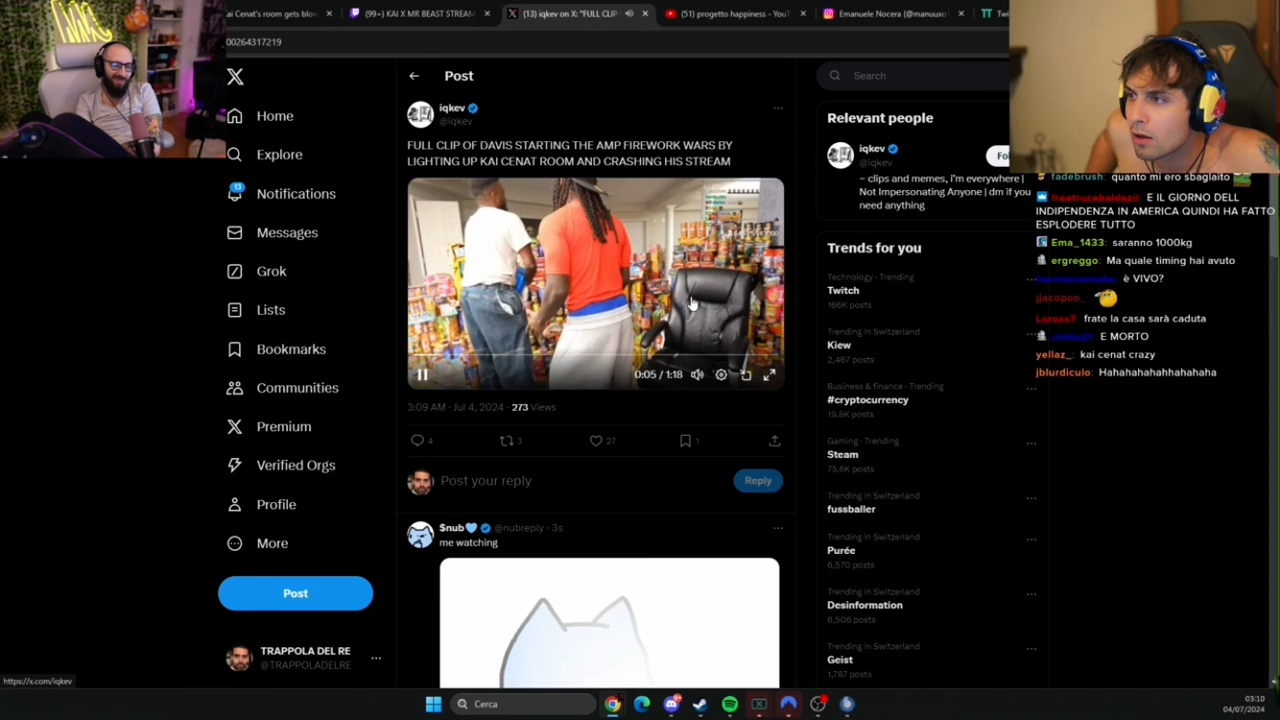 ai Cenat's room gets blo
(99+) KAI X MR BEAST STREAM
(13) iqkev on X: "FULL CLIP
(51) progetto happiness - YouT
Emanuele Nocera (@manuuxo
TT
Twi
00264317219
Home
Explore
Notifications
Messages
Grok
Lists
Bookmarks
Communities
Premium
Verified Orgs
Profile
More
Post
TRAPPOLA DEL RE
@TRAPPOLADELRE
https://x.com/iqkev
Post
iqkev
@iqkev
FULL CLIP OF DAVIS STARTING THE AMP FIREWORK WARS BY
LIGHTING UP KAI CENAT ROOM AND CRASHING HIS STREAM
0:05 / 1:18
3:09 AM · Jul 4, 2024 · 273 Views
4
3
27
1
Post your reply
Reply
$nub @nubreply · 3s
me watching
Search
Relevant people
iqkev
@iqkev
Fo
– clips and memes, i'm everywhere |
Not Impersonating Anyone | dm if you
need anything
Trends for you
Technology · Trending
Twitch
166K posts
Trending in Switzerland
Kiew
2,467 posts
Business & finance · Trending
#cryptocurrency
19.8K posts
Gaming · Trending
Steam
75.6K posts
Trending in Switzerland
fussballer
Trending in Switzerland
Purée
6,570 posts
Trending in Switzerland
Desinformation
6,506 posts
Trending in Switzerland
Geist
1,787 posts
fadebrush: quanto mi ero sbaglaito
E IL GIORNO DELL
INDIPENDENZA IN AMERICA QUINDI HA FATTO
ESPLODERE TUTTO
Ema_1433: saranno 1000kg
ergreggo: Ma quale timing hai avuto
è VIVO?
jjacopoo_:
Lorexx7: frate la casa sarà caduta
E MORTO
yellaz_: kai cenat crazy
jblurdiculo: Hahahahahahhahahaha
Cerca
03:10
04/07/2024